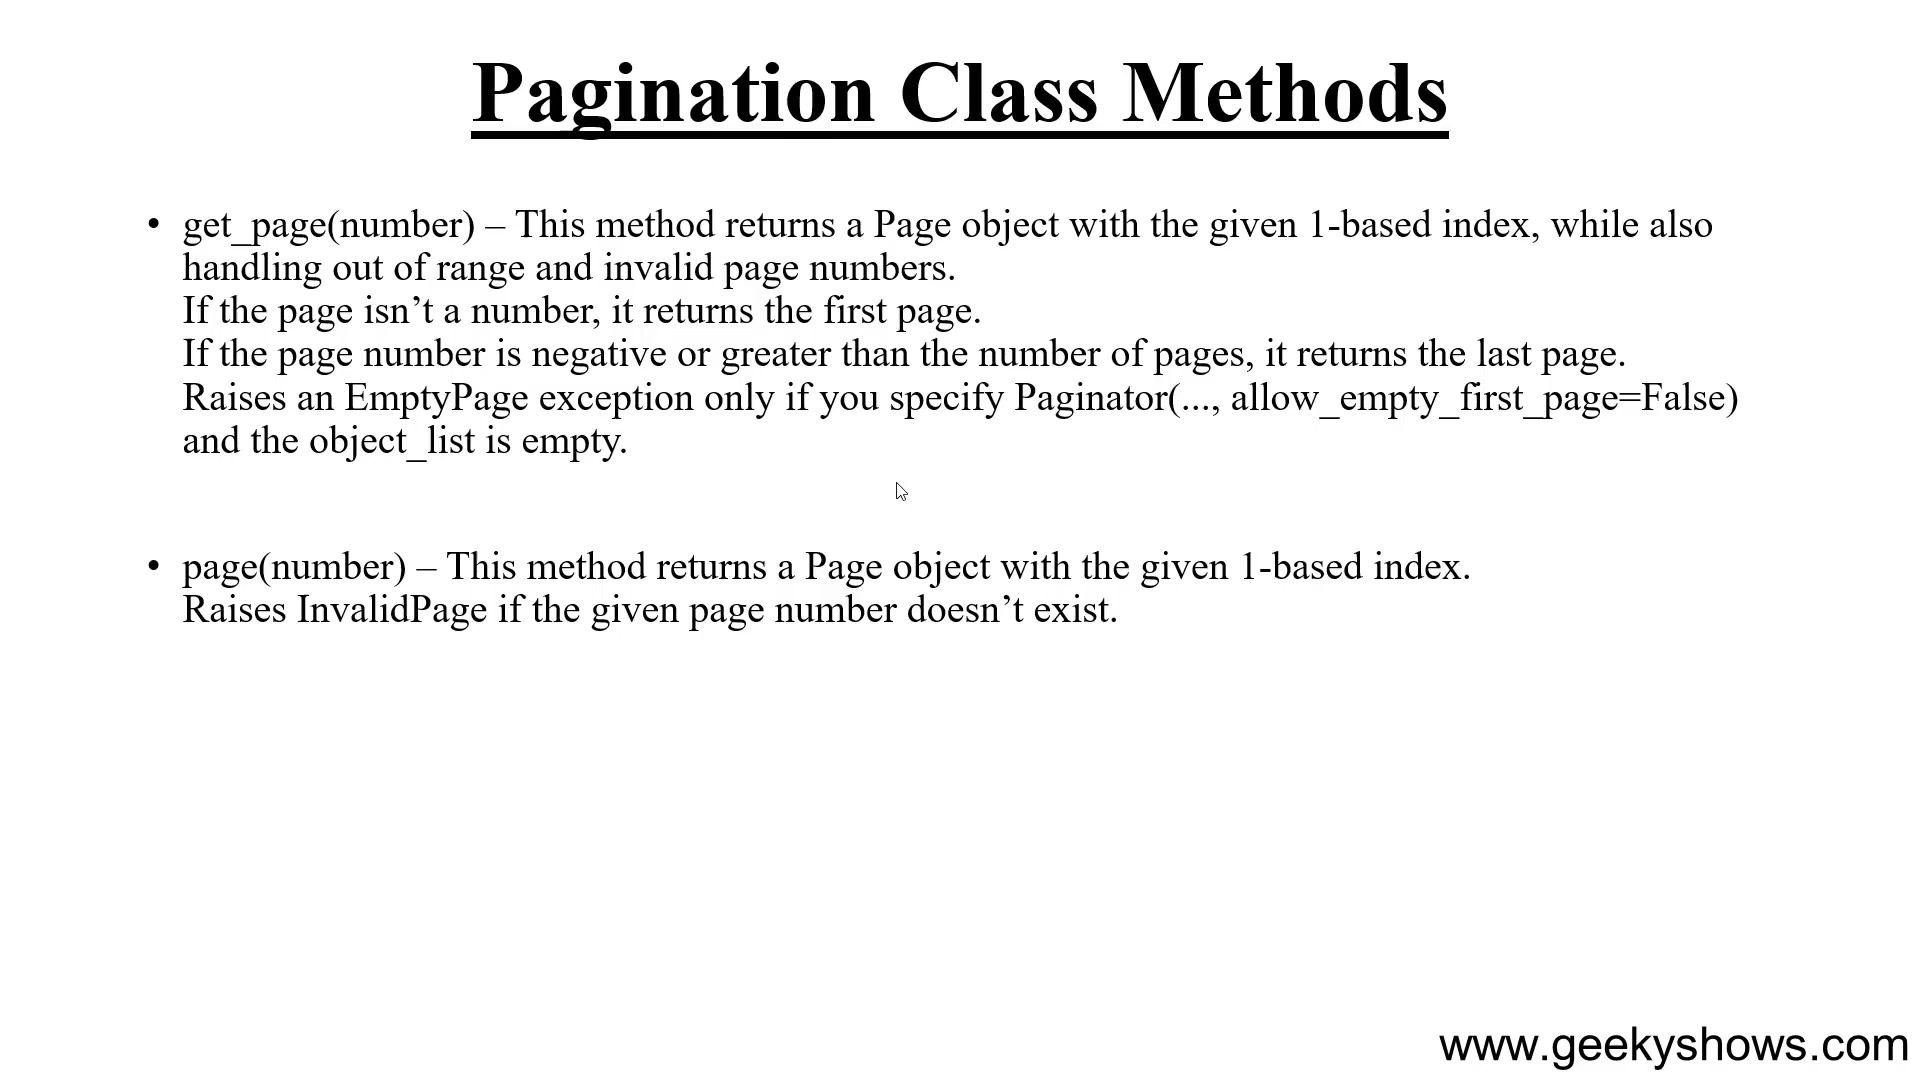 Pagination Class Methods
• get_page(number) – This method returns a Page object with the given 1-based index, while also
handling out of range and invalid page numbers.
If the page isn’t a number, it returns the first page.
If the page number is negative or greater than the number of pages, it returns the last page.
Raises an EmptyPage exception only if you specify Paginator(..., allow_empty_first_page=False)
and the object_list is empty.
• page(number) – This method returns a Page object with the given 1-based index.
Raises InvalidPage if the given page number doesn’t exist.
www.geekyshows.com